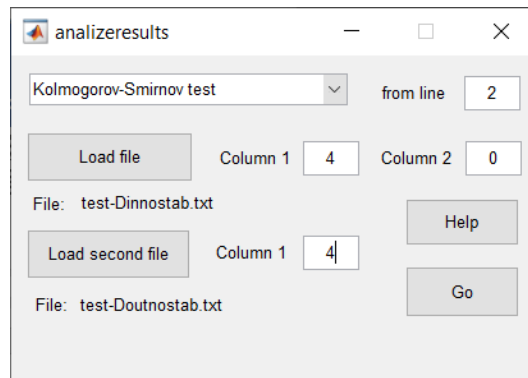 analizeresults
Kolmogorov-Smirnov test
from line 2
Load file Column 1 4 Column 2 0
File: test-Dinnostab.txt
Help
Load second file Column 1 4
Go
File: test-Doutnostab.txt